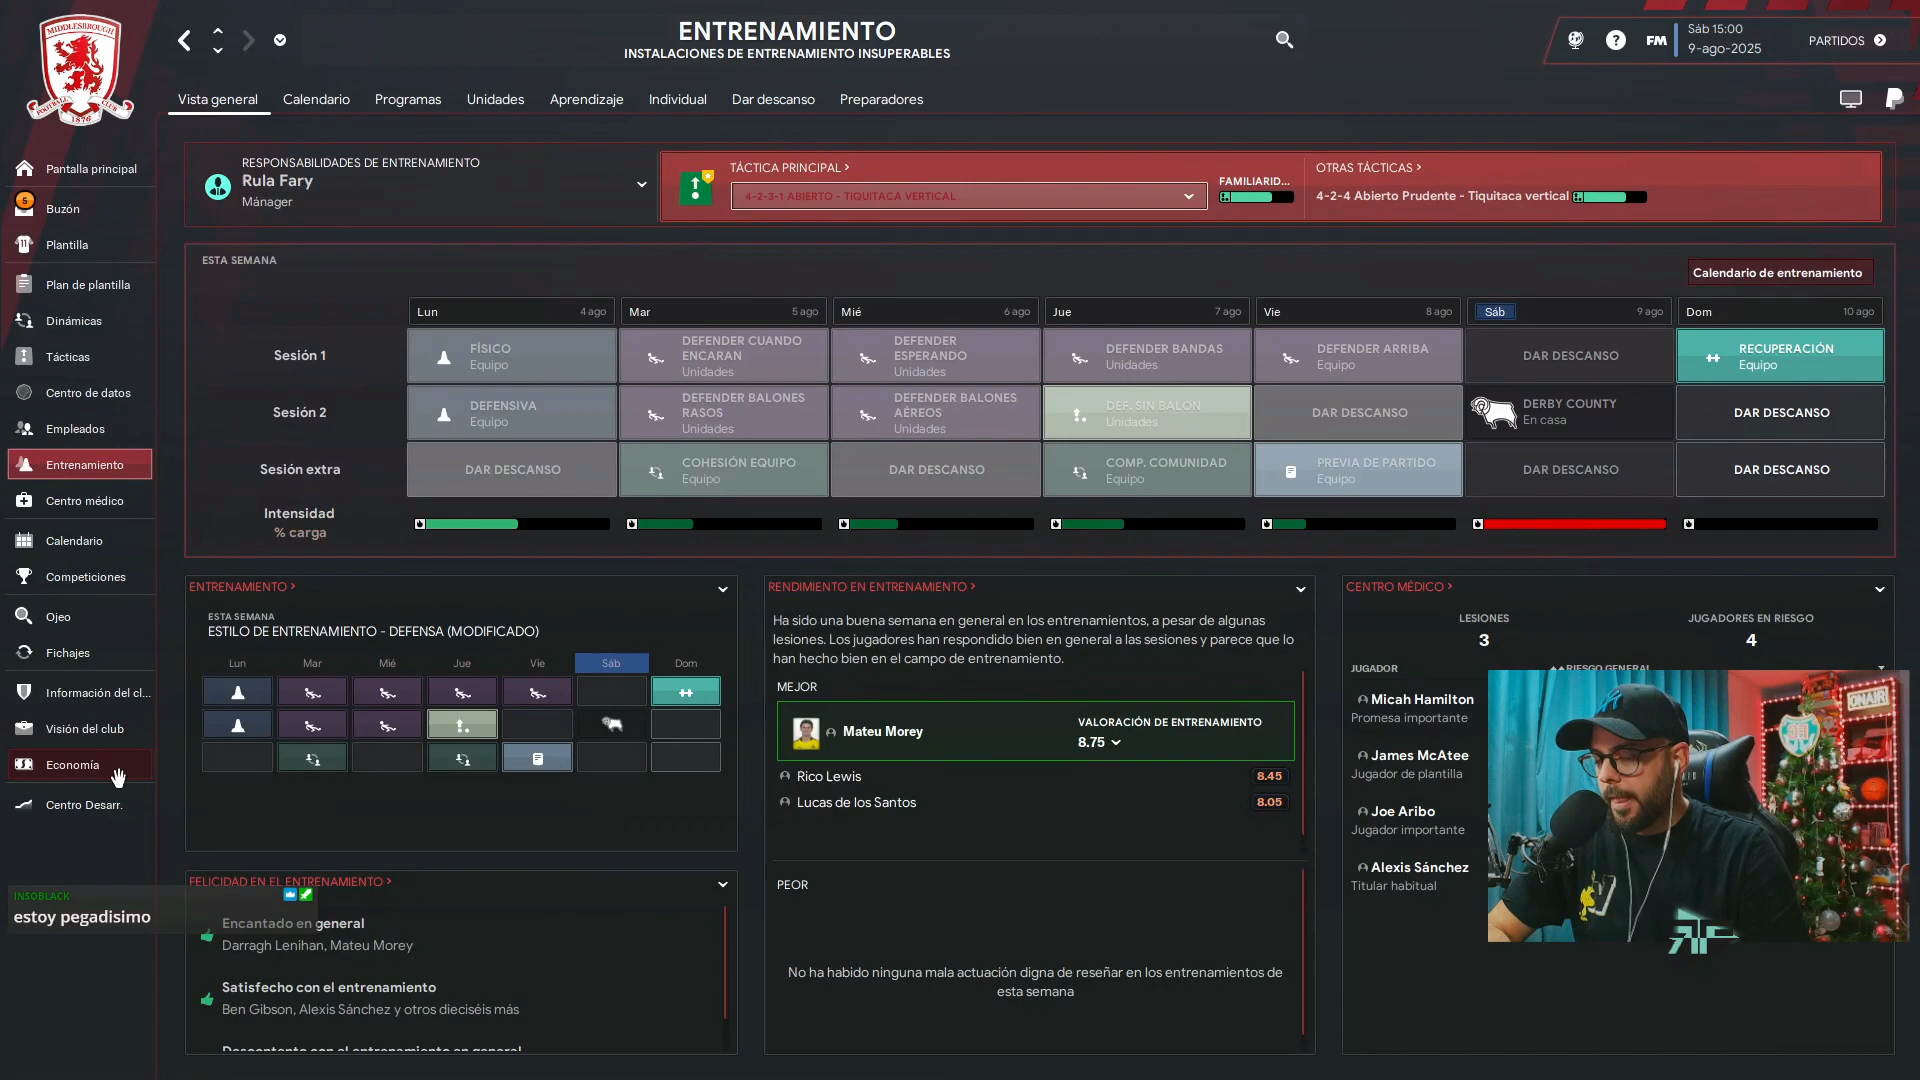 MIDDLESBROUGH
FOOTBALL CLUB
1876
ENTRENAMIENTO
INSTALACIONES DE ENTRENAMIENTO INSUPERABLES
FM
Sáb 15:00
9-ago-2025
PARTIDOS
Vista general
Calendario
Programas
Unidades
Aprendizaje
Individual
Dar descanso
Preparadores
Pantalla principal
5
Buzón
11
Plantilla
Plan de plantilla
Dinámicas
Tácticas
Centro de datos
Empleados
Entrenamiento
Centro médico
Calendario
Competiciones
Ojeo
Fichajes
Información del cl...
Visión del club
Economía
Centro Desarr.
RESPONSABILIDADES DE ENTRENAMIENTO
Rula Fary
Mánager
TÁCTICA PRINCIPAL >
4-2-3-1 ABIERTO - TIQUITACA VERTICAL
FAMILIARID...
OTRAS TÁCTICAS >
4-2-4 Abierto Prudente - Tiquitaca vertical
ESTA SEMANA
Calendario de entrenamiento
Lun 4 ago
Mar 5 ago
Mié 6 ago
Jue 7 ago
Vie 8 ago
Sáb 9 ago
Dom 10 ago
Sesión 1
FÍSICO
Equipo
DEFENDER CUANDO
ENCARAN
Unidades
DEFENDER
ESPERANDO
Unidades
DEFENDER BANDAS
Unidades
DEFENDER ARRIBA
Equipo
DAR DESCANSO
RECUPERACIÓN
Equipo
Sesión 2
DEFENSIVA
Equipo
DEFENDER BALONES
RASOS
Unidades
DEFENDER BALONES
AÉREOS
Unidades
DEF. SIN BALÓN
Unidades
DAR DESCANSO
DERBY COUNTY
En casa
DAR DESCANSO
Sesión extra
DAR DESCANSO
COHESIÓN EQUIPO
Equipo
DAR DESCANSO
COMP. COMUNIDAD
Equipo
PREVIA DE PARTIDO
Equipo
DAR DESCANSO
DAR DESCANSO
Intensidad
% carga
ENTRENAMIENTO >
ESTA SEMANA
ESTILO DE ENTRENAMIENTO - DEFENSA (MODIFICADO)
Lun
Mar
Mié
Jue
Vie
Sáb
Dom
FELICIDAD EN EL ENTRENAMIENTO >
Encantado en general
Darragh Lenihan, Mateu Morey
Satisfecho con el entrenamiento
Ben Gibson, Alexis Sánchez y otros dieciséis más
Descontento con el entrenamiento en general
INSOBLACK
estoy pegadisimo
RENDIMIENTO EN ENTRENAMIENTO >
Ha sido una buena semana en general en los entrenamientos, a pesar de algunas
lesiones. Los jugadores han respondido bien en general a las sesiones y parece que lo
han hecho bien en el campo de entrenamiento.
MEJOR
Mateu Morey
VALORACIÓN DE ENTRENAMIENTO
8.75
Rico Lewis 8.45
Lucas de los Santos 8.05
PEOR
No ha habido ninguna mala actuación digna de reseñar en los entrenamientos de
esta semana
CENTRO MÉDICO >
LESIONES
3
JUGADORES EN RIESGO
4
JUGADOR
RIESGO GENERAL
Micah Hamilton
Promesa importante
James McAtee
Jugador de plantilla
Joe Aribo
Jugador importante
Alexis Sánchez
Titular habitual
ON AIR